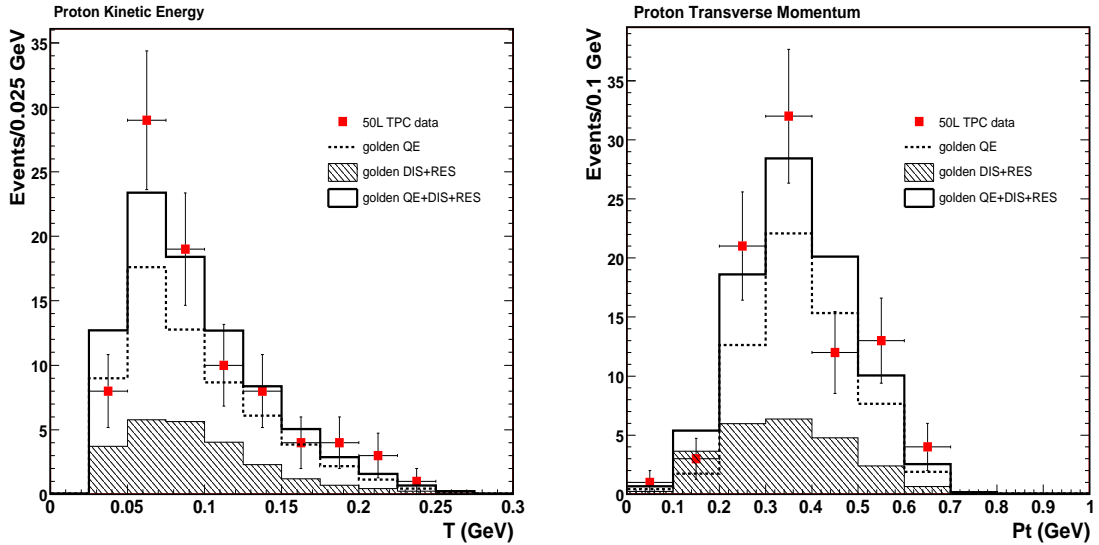 Proton Kinetic Energy
Events/0.025 GeV
35
30
25
20
15
10
5
0
50L TPC data
golden QE
golden DIS+RES
golden QE+DIS+RES
0 0.05 0.1 0.15 0.2 0.25 0.3
T (GeV)
Proton Transverse Momentum
Events/0.1 GeV
35
30
25
20
15
10
5
0
50L TPC data
golden QE
golden DIS+RES
golden QE+DIS+RES
0 0.1 0.2 0.3 0.4 0.5 0.6 0.7 0.8 0.9 1
Pt (GeV)